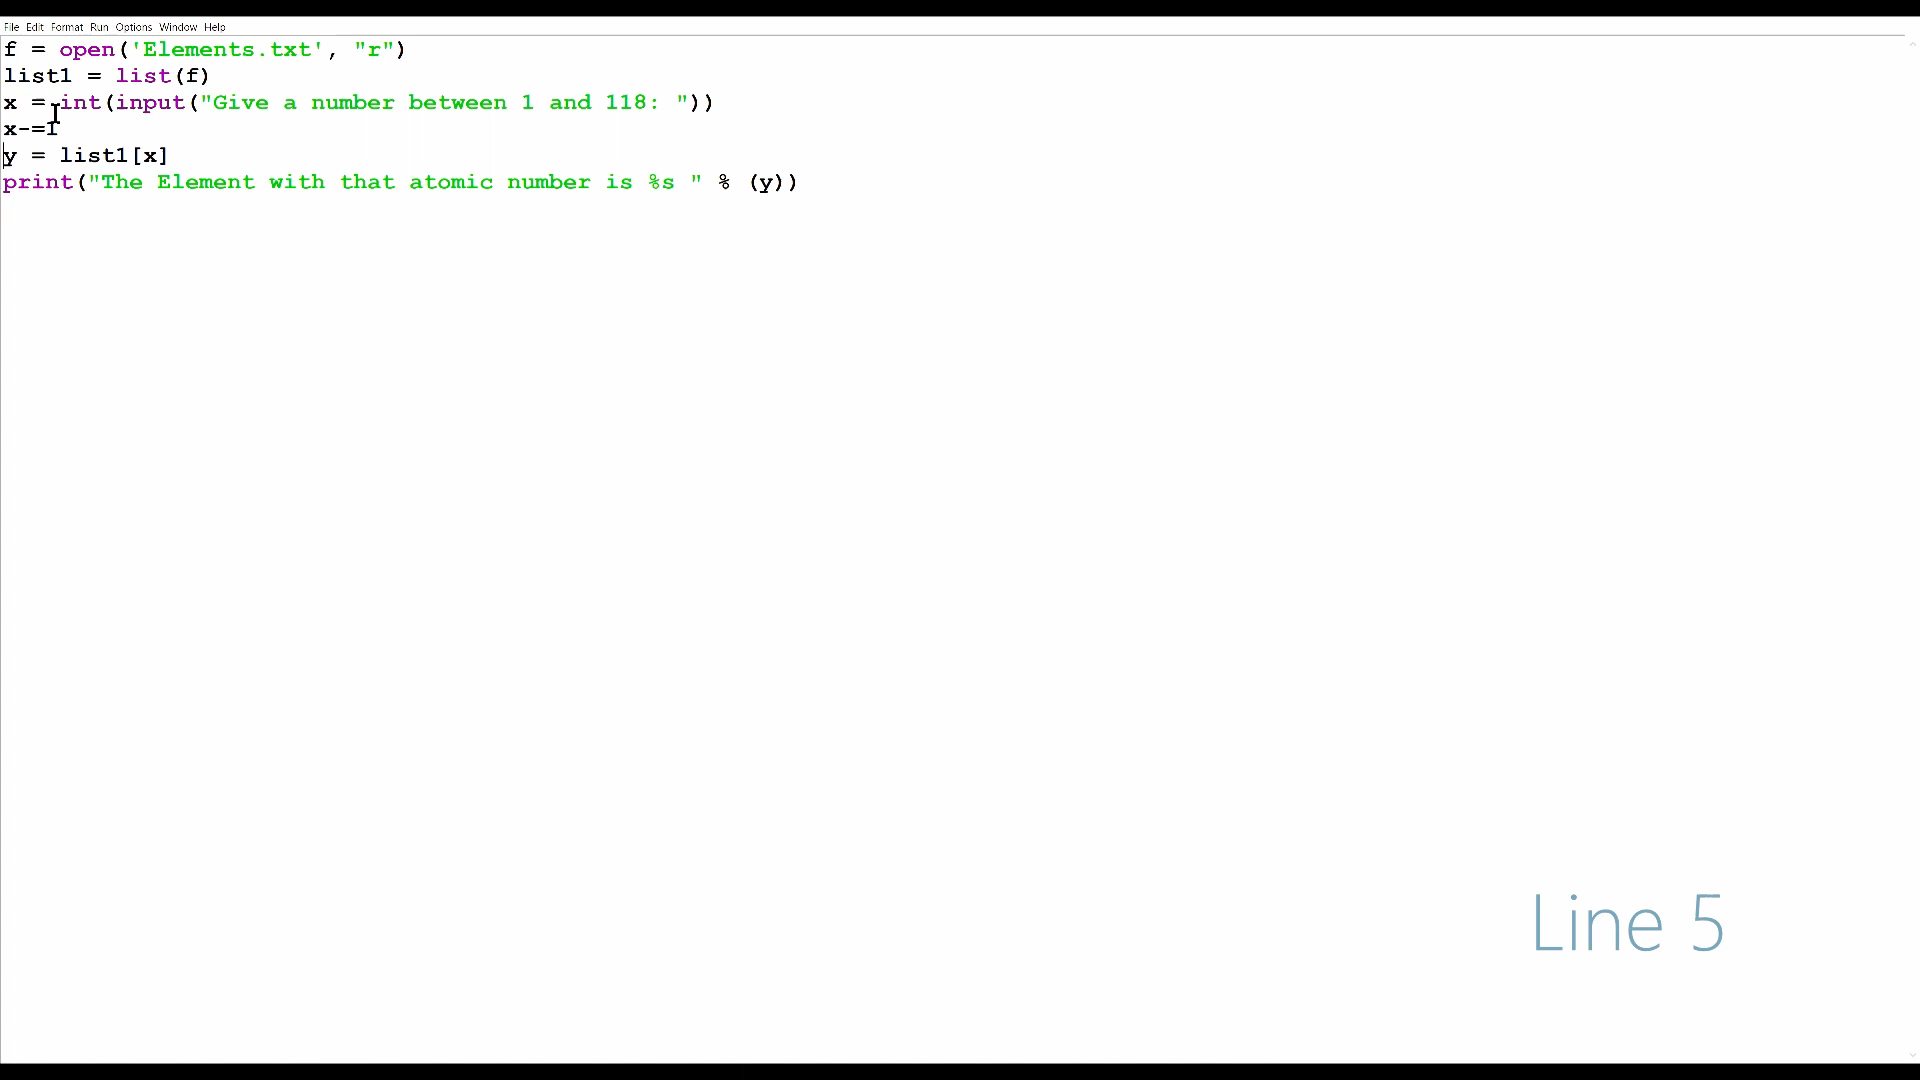 File Edit Format Run Options Window Help
f = open('Elements.txt', "r")
list1 = list(f)
x = int(input("Give a number between 1 and 118: "))
x-=1
y = list1[x]
print("The Element with that atomic number is %s " % (y))
Line 5